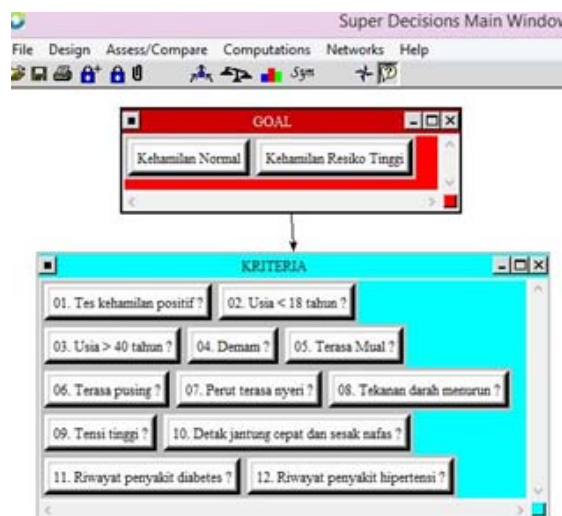 Super Decisions Main Window
File Design Assess/Compare Computations Networks Help
Sym
GOAL
Kehamilan Normal Kehamilan Resiko Tinggi
KRITERIA
01. Tes kehamilan positif ? 02. Usia < 18 tahun ?
03. Usia > 40 tahun ? 04. Demam ? 05. Terasa Mual ?
06. Terasa pusing ? 07. Perut terasa nyeri ? 08. Tekanan darah menurun ?
09. Tensi tinggi ? 10. Detak jantung cepat dan sesak nafas ?
11. Riwayat penyakit diabetes ? 12. Riwayat penyakit hipertensi ?